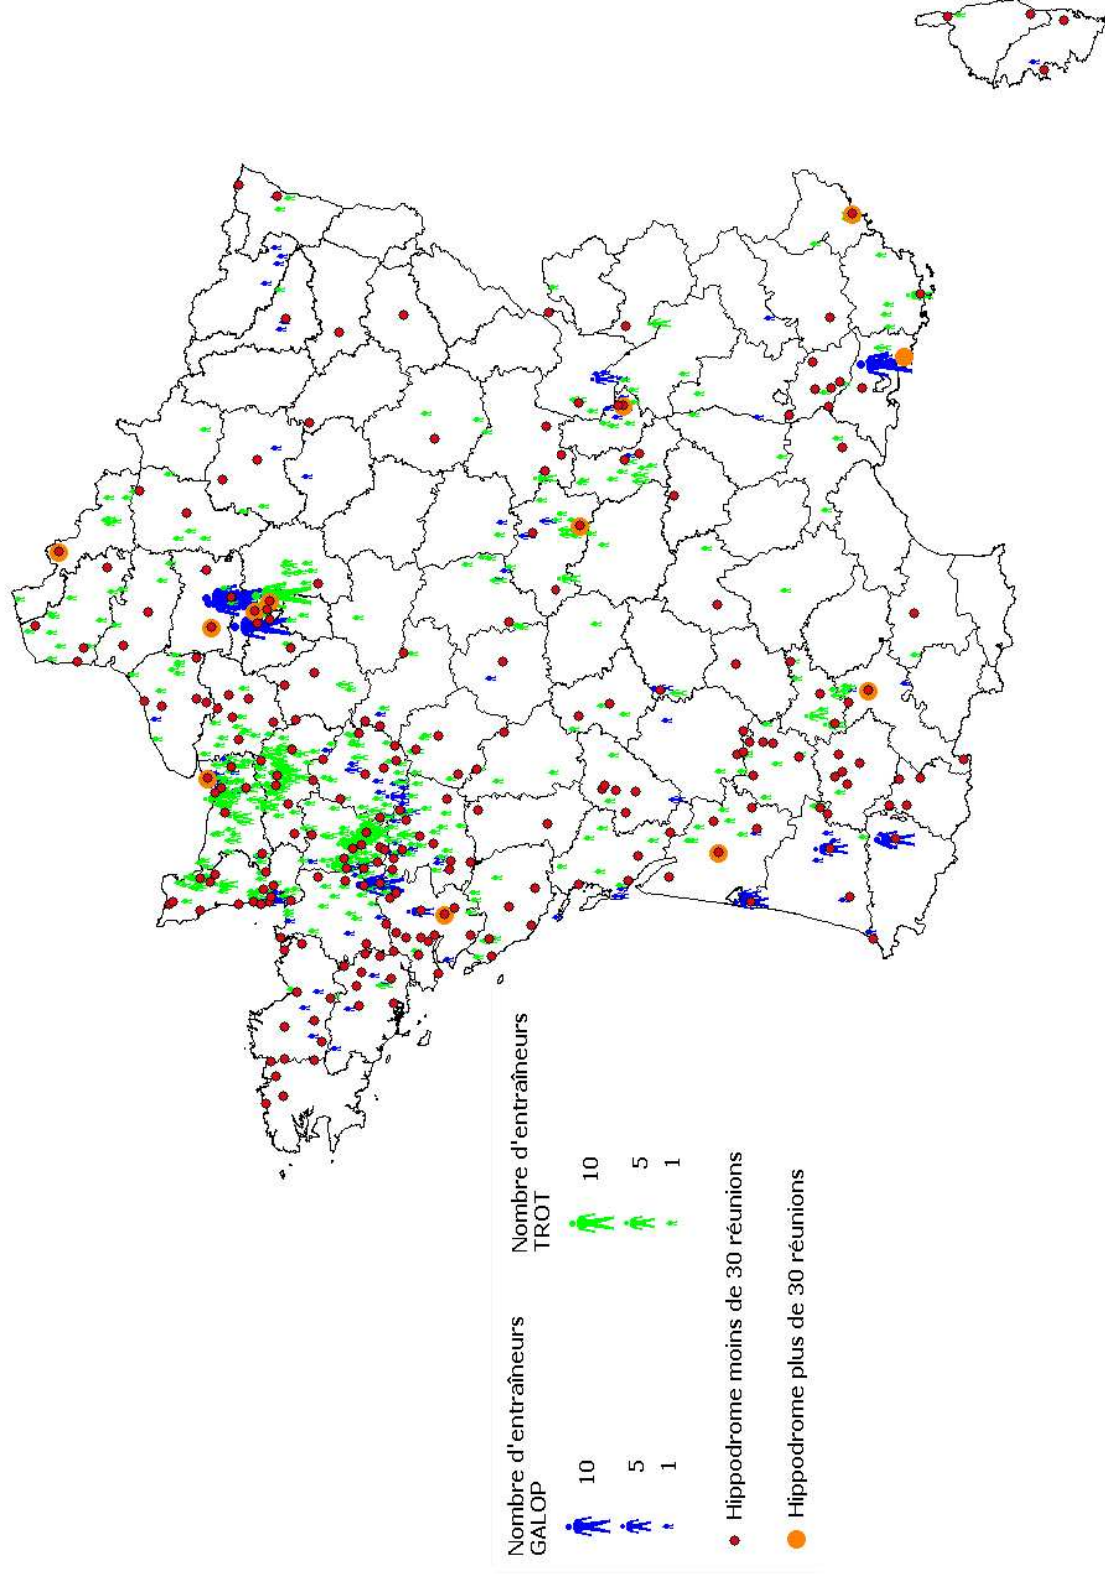 Nombre d'entraîneurs
GALOP
10
5
1
Nombre d'entraîneurs
TROT
10
5
1
Hippodrome moins de 30 réunions
Hippodrome plus de 30 réunions